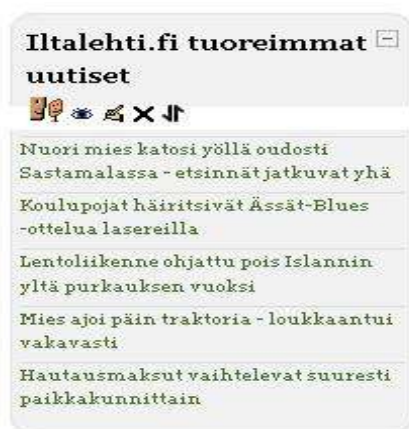 Iltalehti.fi tuoreimmat
uutiset
Nuori mies katosi yöllä oudosti
Sastamalassa - etsinnät jatkuvat yhä
Koulupojat häiritsivät Ässät-Blues
-ottelua lasereilla
Lentoliikenne ohjattu pois Islannin
yltä purkauksen vuoksi
Mies ajoi päin traktoria - loukkaantui
vakavasti
Hautausmaksut vaihtelevat suuresti
paikkakunnittain